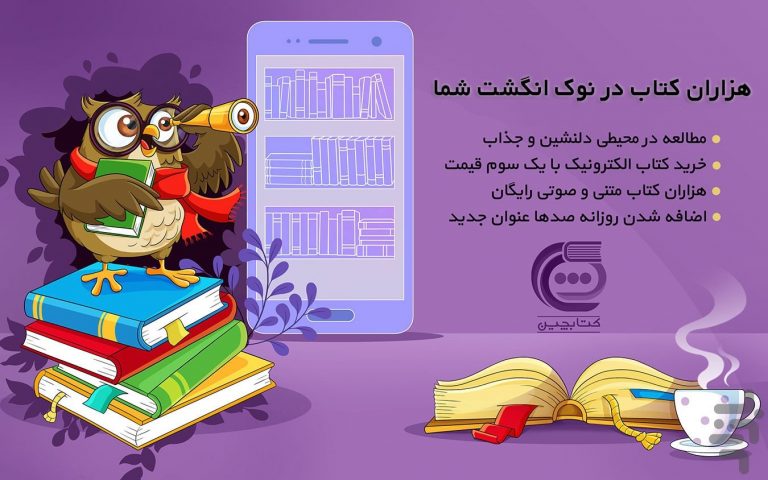 هزاران کتاب در نوک انگشت شما
مطالعه در محیطی دلنشین و جذاب
خرید کتاب الکترونیک با یک سوم قیمت
هزاران کتاب متنی و صوتی رایگان
اضافه شدن روزانه صدها عنوان جدید
کتابچین